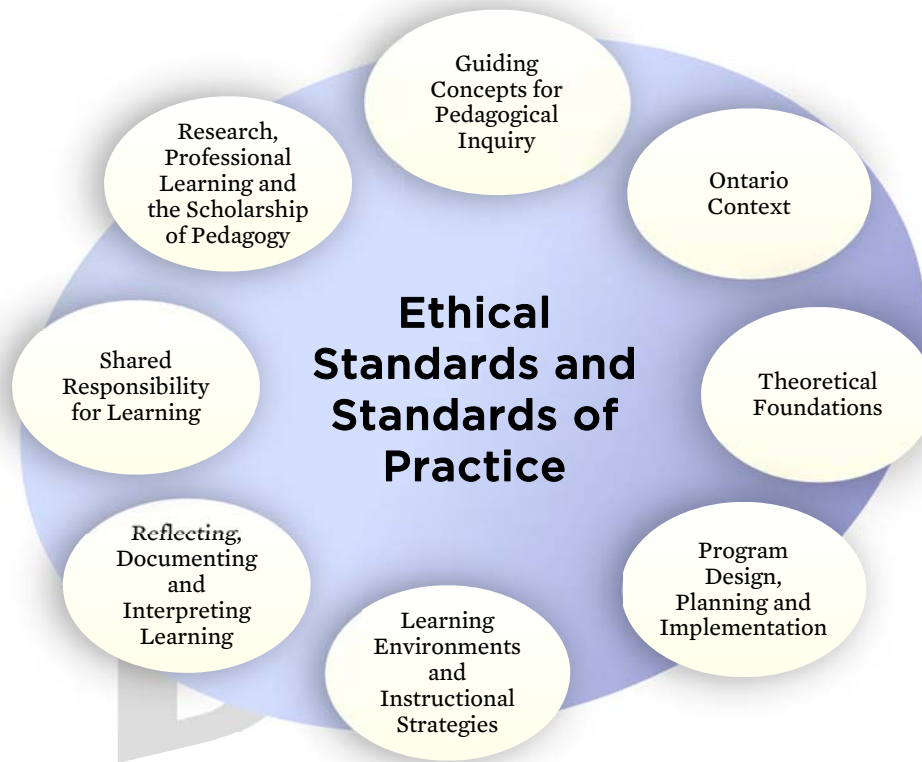 Guiding
Concepts for
Pedagogical
Inquiry
Ontario
Context
Theoretical
Foundations
Program
Design,
Planning and
Implementation
Learning
Environments
and
Instructional
Strategies
Reflecting,
Documenting
and
Interpreting
Learning
Shared
Responsibility
for Learning
Research,
Professional
Learning and
the Scholarship
of Pedagogy
Ethical
Standards and
Standards of
Practice